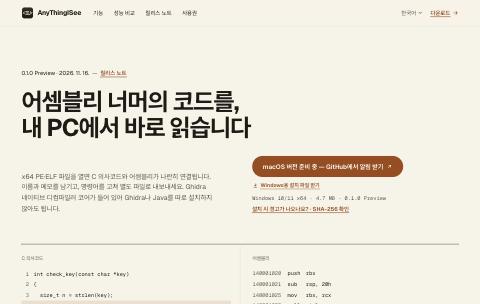 AnyThingISee 기능 성능 비교 릴리스 노트 사용권 한국어 다운로드 →
0.1.0 Preview · 2026. 11. 16. — 릴리스 노트
어셈블리 너머의 코드를,
내 PC에서 바로 읽습니다
x64 PE·ELF 파일을 열면 C 의사코드와 어셈블리가 나란히 연결됩니다.
이름과 메모를 남기고, 명령어를 고쳐 별도 파일로 내보내세요. Ghidra
네이티브 디컴파일러 코어가 들어 있어 Ghidra나 Java를 따로 설치하지
않아도 됩니다.
macOS 버전 준비 중 — GitHub에서 알림 받기 ↗
Windows용 설치 파일 받기
Windows 10/11 x64 · 4.7 MB · 0.1.0 Preview
설치 시 경고가 나오나요? · SHA-256 확인
C 의사코드
1 int check_key(const char *key)
2 {
3 size_t n = strlen(key);
어셈블리
140001020 push rbx
140001021 sub rsp, 20h
140001025 mov rbx, rcx